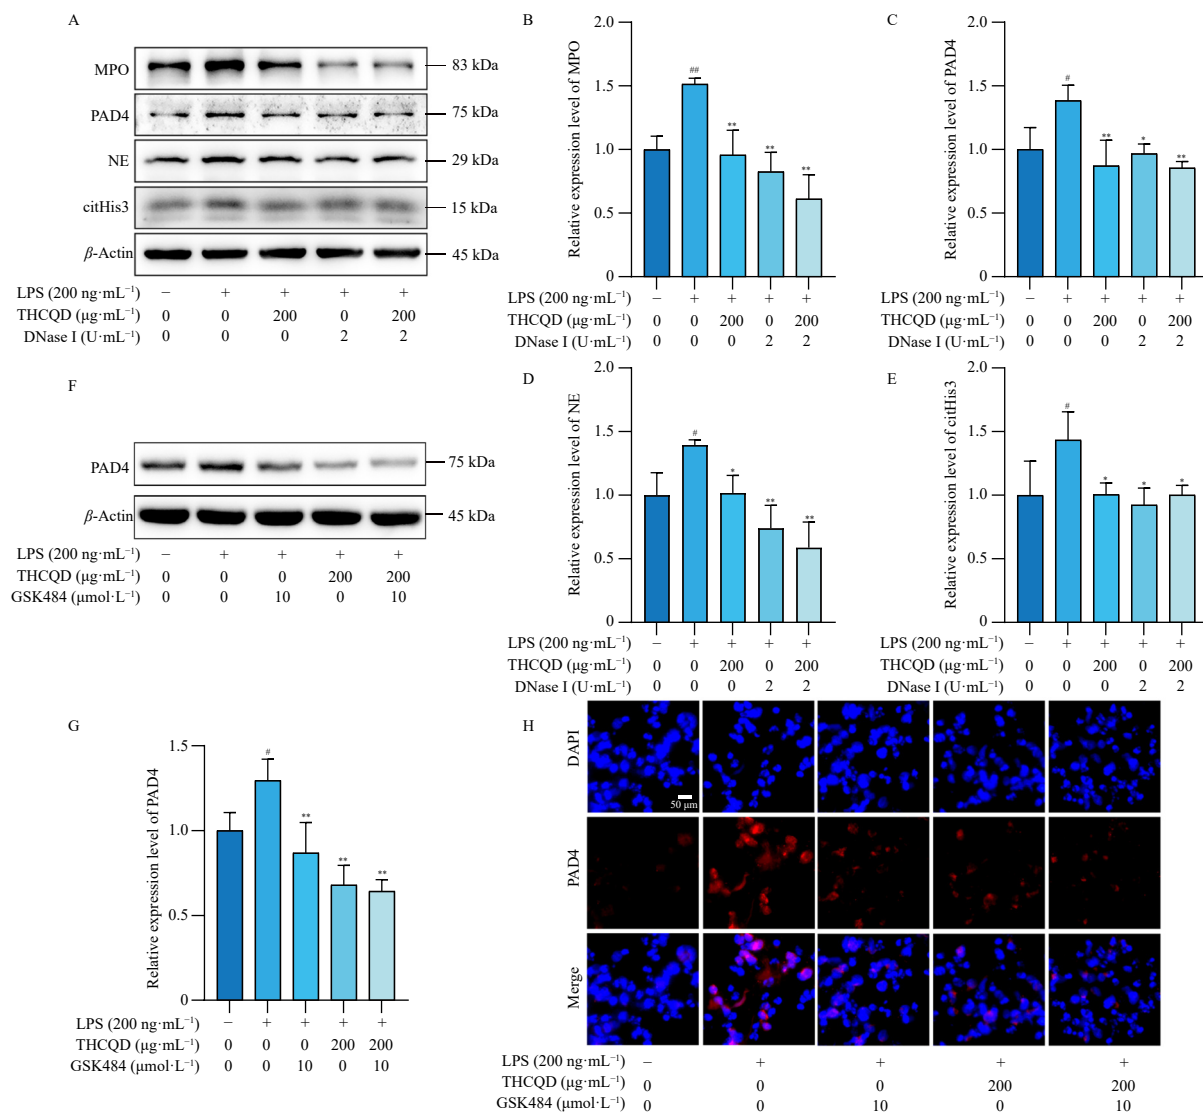 A
MPO
83 kDa
PAD4
75 kDa
NE
29 kDa
citHis3
15 kDa
β-Actin
45 kDa
LPS (200 ng·mL⁻¹) − + + + +
THCQD (μg·mL⁻¹) 0 0 200 0 200
DNase I (U·mL⁻¹) 0 0 0 2 2
B
Relative expression level of MPO
2.0
1.5
1.0
0.5
0
##
**
**
**
LPS (200 ng·mL⁻¹) − + + + +
THCQD (μg·mL⁻¹) 0 0 200 0 200
DNase I (U·mL⁻¹) 0 0 0 2 2
C
Relative expression level of PAD4
2.0
1.5
1.0
0.5
0
#
**
*
**
LPS (200 ng·mL⁻¹) − + + + +
THCQD (μg·mL⁻¹) 0 0 200 0 200
DNase I (U·mL⁻¹) 0 0 0 2 2
D
Relative expression level of NE
2.0
1.5
1.0
0.5
0
#
*
**
**
LPS (200 ng·mL⁻¹) − + + + +
THCQD (μg·mL⁻¹) 0 0 200 0 200
DNase I (U·mL⁻¹) 0 0 0 2 2
E
Relative expression level of citHis3
2.0
1.5
1.0
0.5
0
#
*
*
*
LPS (200 ng·mL⁻¹) − + + + +
THCQD (μg·mL⁻¹) 0 0 200 0 200
DNase I (U·mL⁻¹) 0 0 0 2 2
F
PAD4
75 kDa
β-Actin
45 kDa
LPS (200 ng·mL⁻¹) − + + + +
THCQD (μg·mL⁻¹) 0 0 0 200 200
GSK484 (μmol·L⁻¹) 0 0 10 0 10
G
Relative expression level of PAD4
1.5
1.0
0.5
0
#
**
**
**
LPS (200 ng·mL⁻¹) − + + + +
THCQD (μg·mL⁻¹) 0 0 0 200 200
GSK484 (μmol·L⁻¹) 0 0 10 0 10
H
DAPI
50 μm
PAD4
Merge
LPS (200 ng·mL⁻¹) − + + + +
THCQD (μg·mL⁻¹) 0 0 0 200 200
GSK484 (μmol·L⁻¹) 0 0 10 0 10